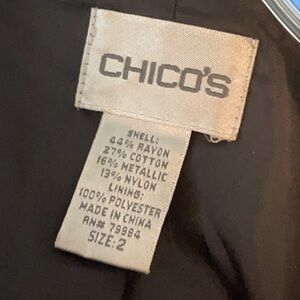 CHICO'S
SHELL:
44% RAYON
27% COTTON
16% METALLIC
13% NYLON
LINING:
100% POLYESTER
MADE IN CHINA
RN# 79984
SIZE: 2